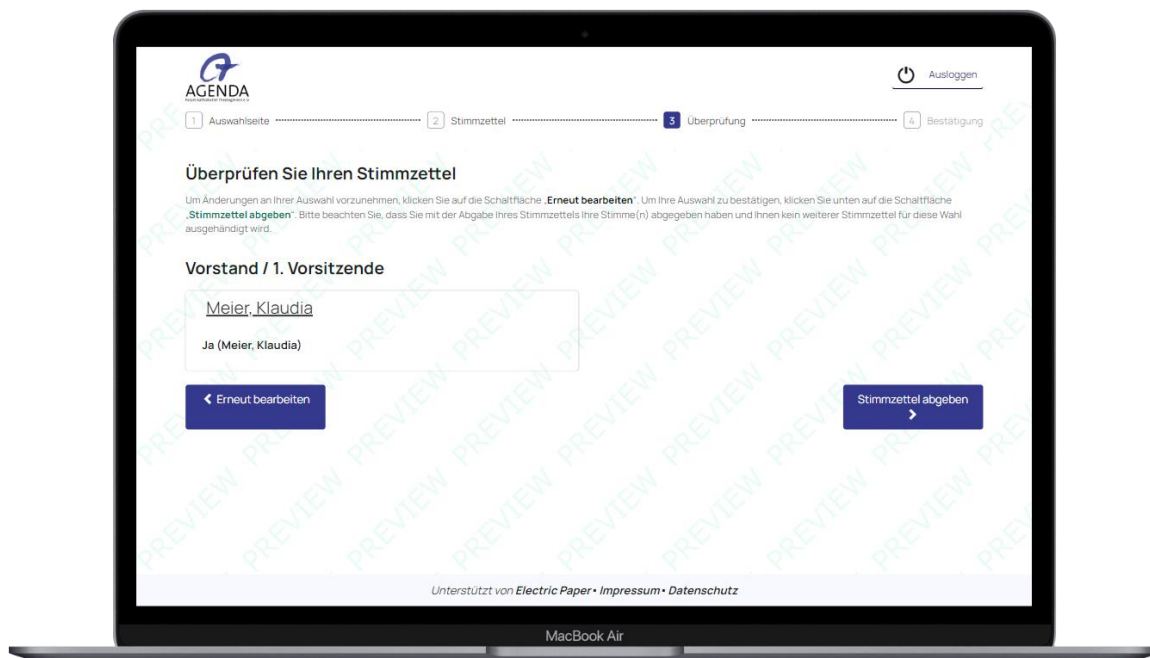 AGENDA
Ausloggen
1 Auswahlseite 2 Stimmzettel 3 Überprüfung 4 Bestätigung
Überprüfen Sie Ihren Stimmzettel
Um Änderungen an Ihrer Auswahl vorzunehmen, klicken Sie auf die Schaltfläche „Erneut bearbeiten“. Um Ihre Auswahl zu bestätigen, klicken Sie unten auf die Schaltfläche
„Stimmzettel abgeben“. Bitte beachten Sie, dass Sie mit der Abgabe Ihres Stimmzettels Ihre Stimme(n) abgegeben haben und Ihnen kein weiterer Stimmzettel für diese Wahl
ausgehändigt wird.
Vorstand / 1. Vorsitzende
Meier, Klaudia
Ja (Meier, Klaudia)
Erneut bearbeiten
Stimmzettel abgeben
PREVIEW
Unterstützt von Electric Paper • Impressum • Datenschutz
MacBook Air